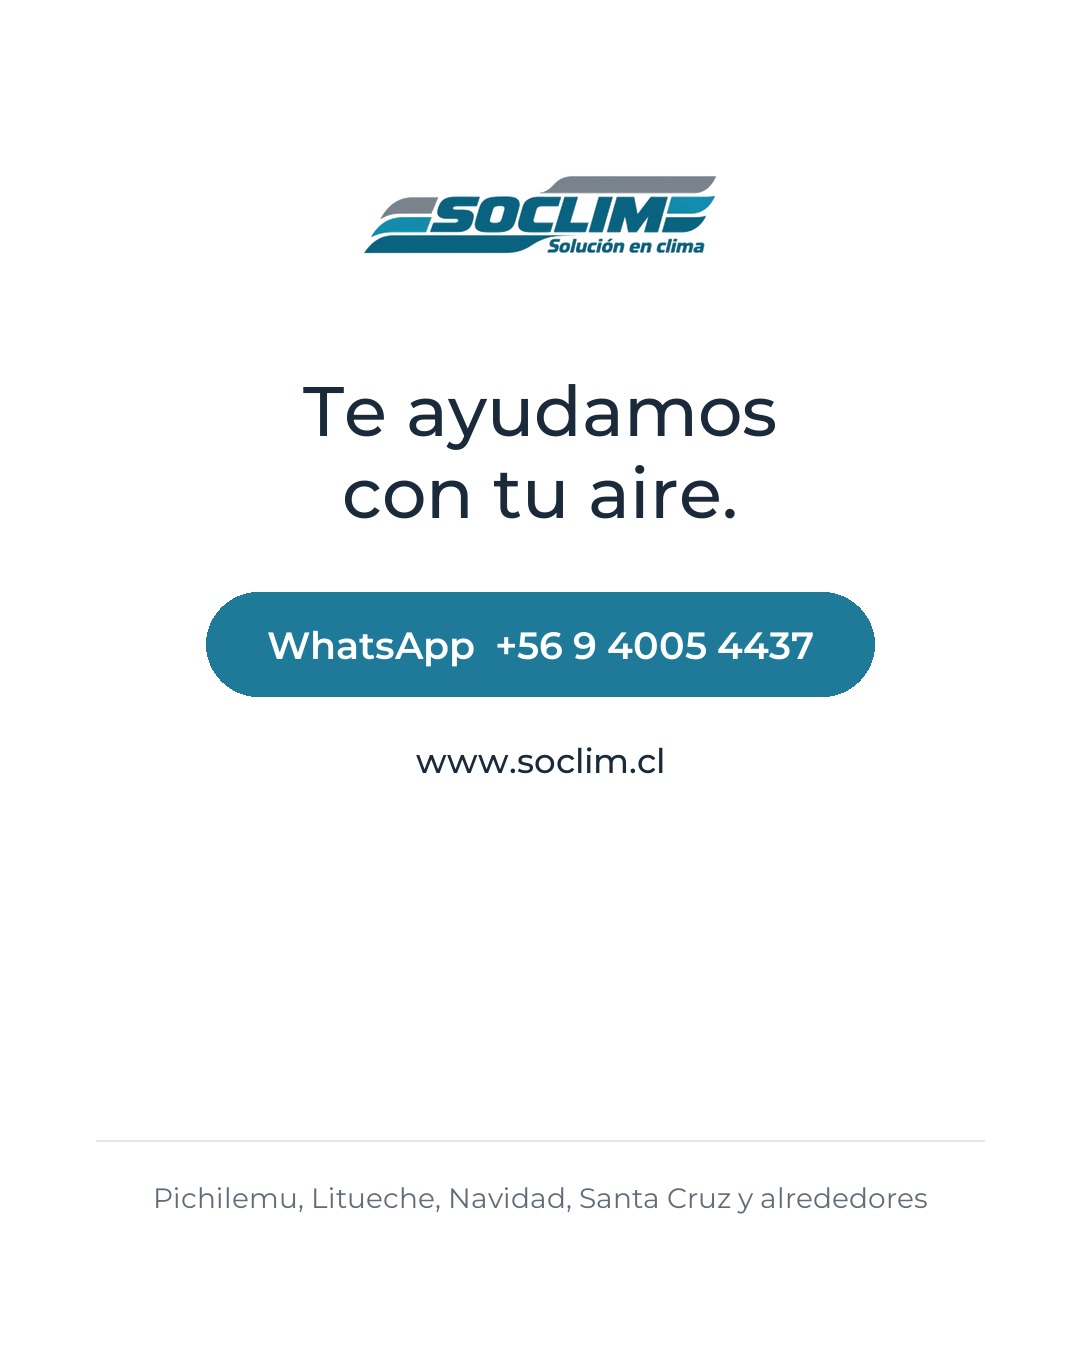 SOCLIM
Solución en clima
Te ayudamos
con tu aire.
WhatsApp +56 9 4005 4437
www.soclim.cl
Pichilemu, Litueche, Navidad, Santa Cruz y alrededores